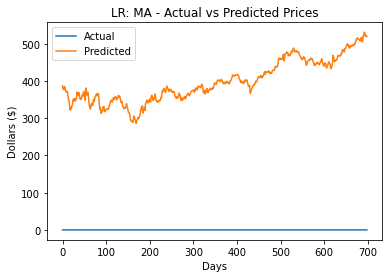 LR: MA - Actual vs Predicted Prices
Actual
Predicted
Dollars ($)
500
400
300
200
100
0
0 100 200 300 400 500 600 700
Days